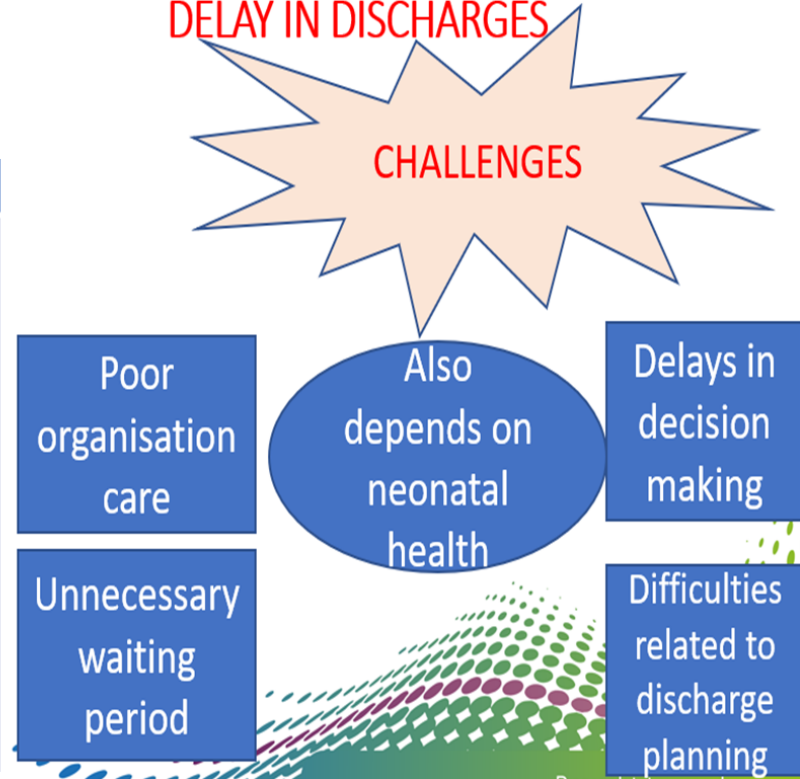 DELAY IN DISCHARGES
CHALLENGES
Poor
organisation
care
Also
depends on
neonatal
health
Delays in
decision
making
Unnecessary
waiting
period
Difficulties
related to
discharge
planning